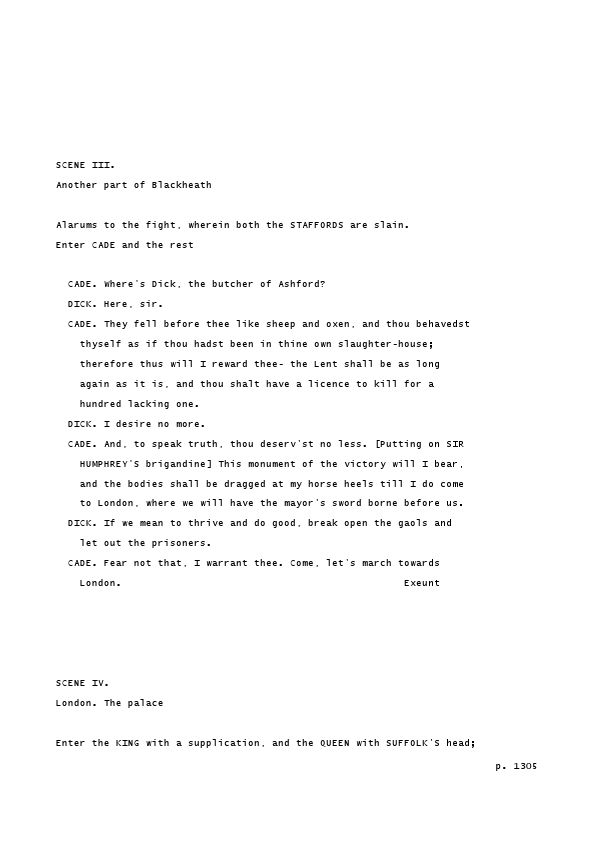 SCENE III.
Another part of Blackheath
Alarums to the fight, wherein both the STAFFORDS are slain.
Enter CADE and the rest
CADE. Where's Dick, the butcher of Ashford?
DICK. Here, sir.
CADE. They fell before thee like sheep and oxen, and thou behavedst
thyself as if thou hadst been in thine own slaughter-house;
therefore thus will I reward thee- the Lent shall be as long
again as it is, and thou shalt have a licence to kill for a
hundred lacking one.
DICK. I desire no more.
CADE. And, to speak truth, thou deserv'st no less. [Putting on SIR
HUMPHREY'S brigandine] This monument of the victory will I bear,
and the bodies shall be dragged at my horse heels till I do come
to London, where we will have the mayor's sword borne before us.
DICK. If we mean to thrive and do good, break open the gaols and
let out the prisoners.
CADE. Fear not that, I warrant thee. Come, let's march towards
London. Exeunt
SCENE IV.
London. The palace
Enter the KING with a supplication, and the QUEEN with SUFFOLK'S head;
p. 1305